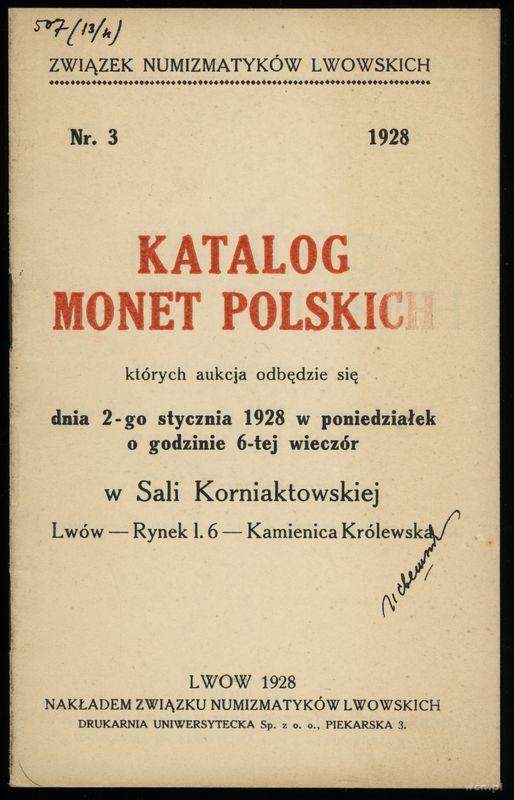 507 (13/4)
ZWIĄZEK NUMIZMATYKÓW LWOWSKICH
Nr. 3 1928
KATALOG
MONET POLSKICH
których aukcja odbędzie się
dnia 2-go stycznia 1928 w poniedziałek
o godzinie 6-tej wieczór
w Sali Korniaktowskiej
Lwów — Rynek l. 6 — Kamienica Królewska
LWOW 1928
NAKŁADEM ZWIĄZKU NUMIZMATYKÓW LWOWSKICH
DRUKARNIA UNIWERSYTECKA Sp. z o. o., PIEKARSKA 3.
wcn.pl